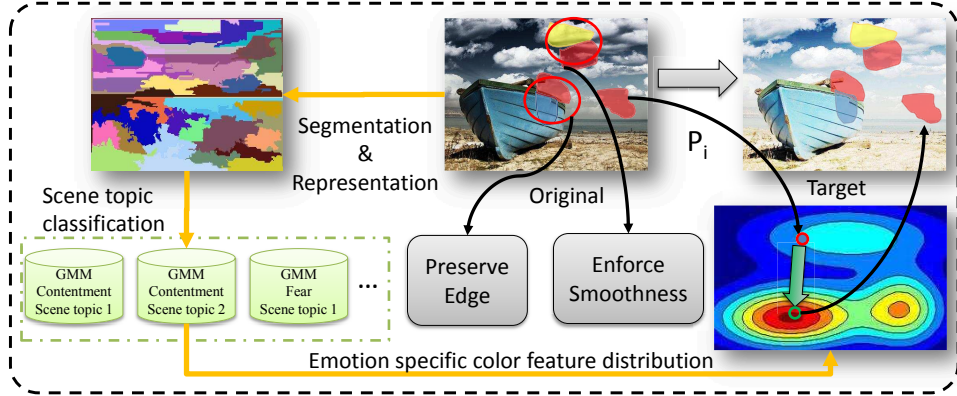 Segmentation
&
Representation
Original
P_i
Target
Scene topic
classification
GMM
Contentment
Scene topic 1
GMM
Contentment
Scene topic 2
GMM
Fear
Scene topic 1
...
Preserve
Edge
Enforce
Smoothness
Emotion specific color feature distribution